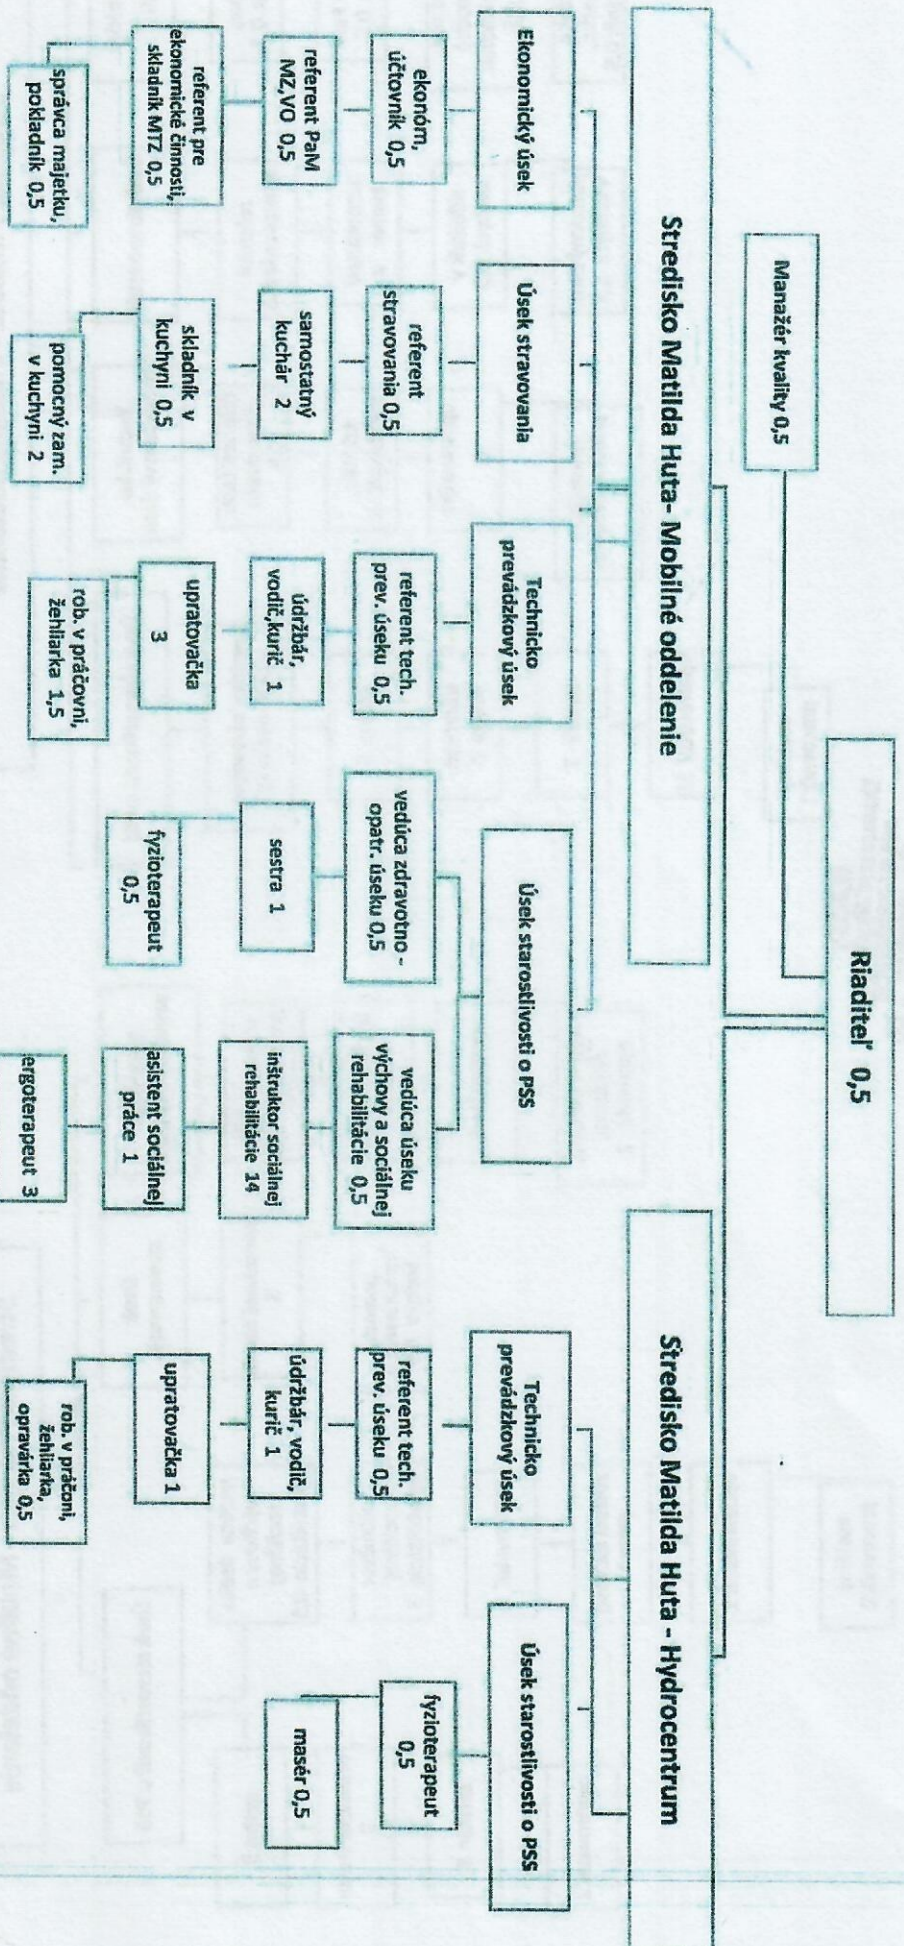 Riaditeľ 0,5
Manažér kvality 0,5
Stredisko Matilda Huta- Mobilné oddelenie
Ekonomický úsek
ekonóm,
účtovník 0,5
referent PaM
MZ,VO 0,5
referent pre
ekonomické činnosti,
skladník MTZ 0,5
správca majetku,
pokladník 0,5
Úsek stravovania
referent
stravovania 0,5
samostatný
kuchár 2
skladník v
kuchyni 0,5
pomocný zam.
v kuchyni 2
Technicko
prevádzkový úsek
referent tech.
prev. úseku 0,5
údržbár,
vodič,kurič 1
upratovačka
3
rob. v práčovni,
žehliarka 1,5
Úsek starostlivosti o PSS
vedúca zdravotno –
opatr. úseku 0,5
sestra 1
fyzioterapeut
0,5
vedúca úseku
výchovy a sociálnej
rehabilitácie 0,5
inštruktor sociálnej
rehabilitácie 14
asistent sociálnej
práce 1
ergoterapeut 3
Stredisko Matilda Huta - Hydrocentrum
Technicko
prevádzkový úsek
referent tech.
prev. úseku 0,5
údržbár, vodič,
kurič 1
upratovačka 1
rob. v práčoni,
žehliarka,
opravárka 0,5
Úsek starostlivosti o PSS
fyzioterapeut
0,5
masér 0,5